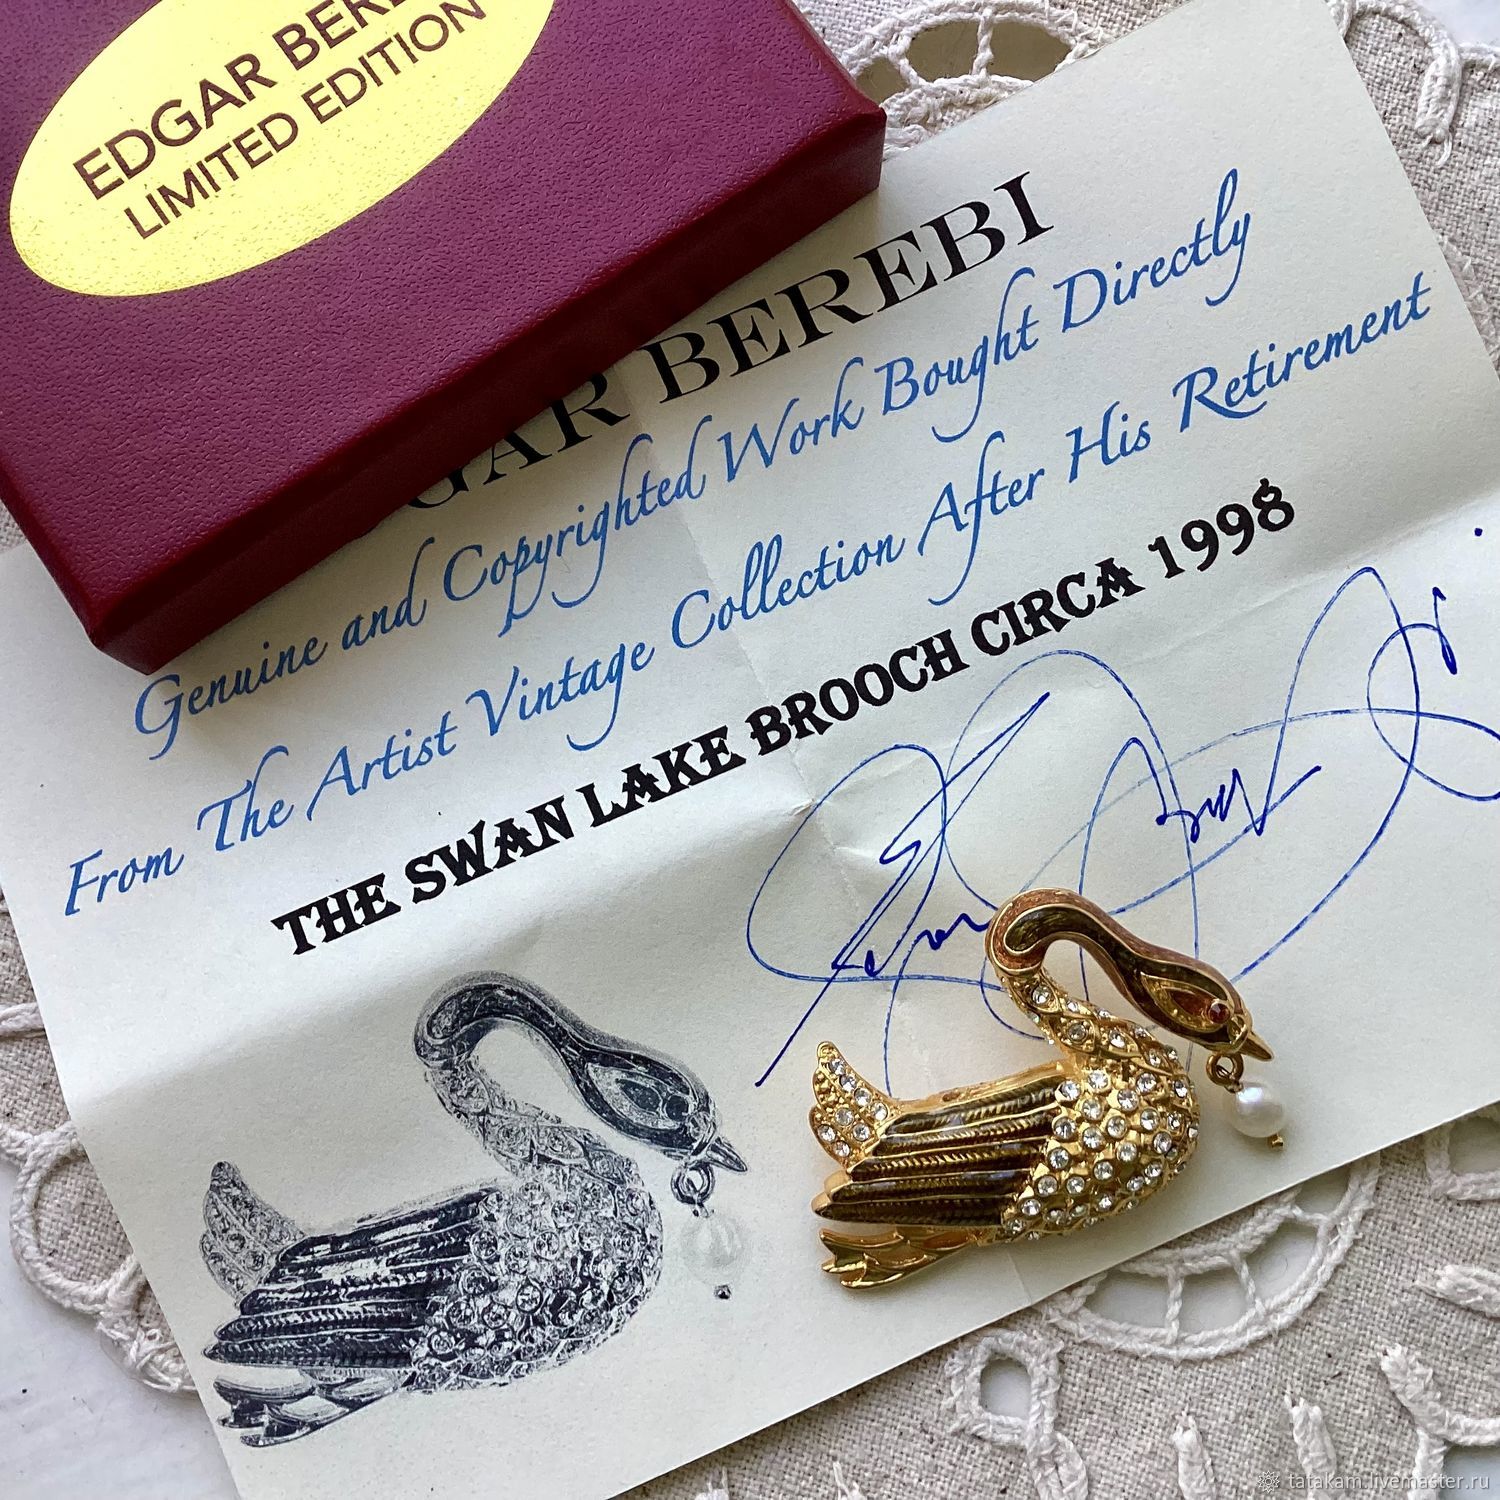 EDGAR BERE
LIMITED EDITION
GAR BEREBI
Genuine and Copyrighted Work Bought Directly
From The Artist Vintage Collection After His Retirement
THE SWAN LAKE BROOCH CIRCA 1998
tatakam.livemaster.ru